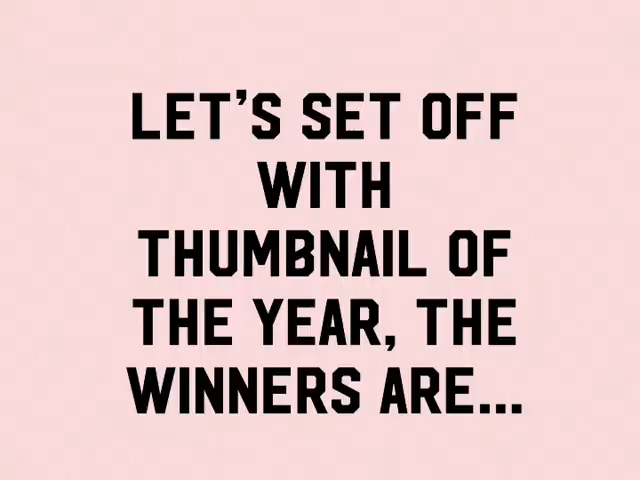 LET'S SET OFF
WITH
THUMBNAIL OF
THE YEAR, THE
WINNERS ARE...